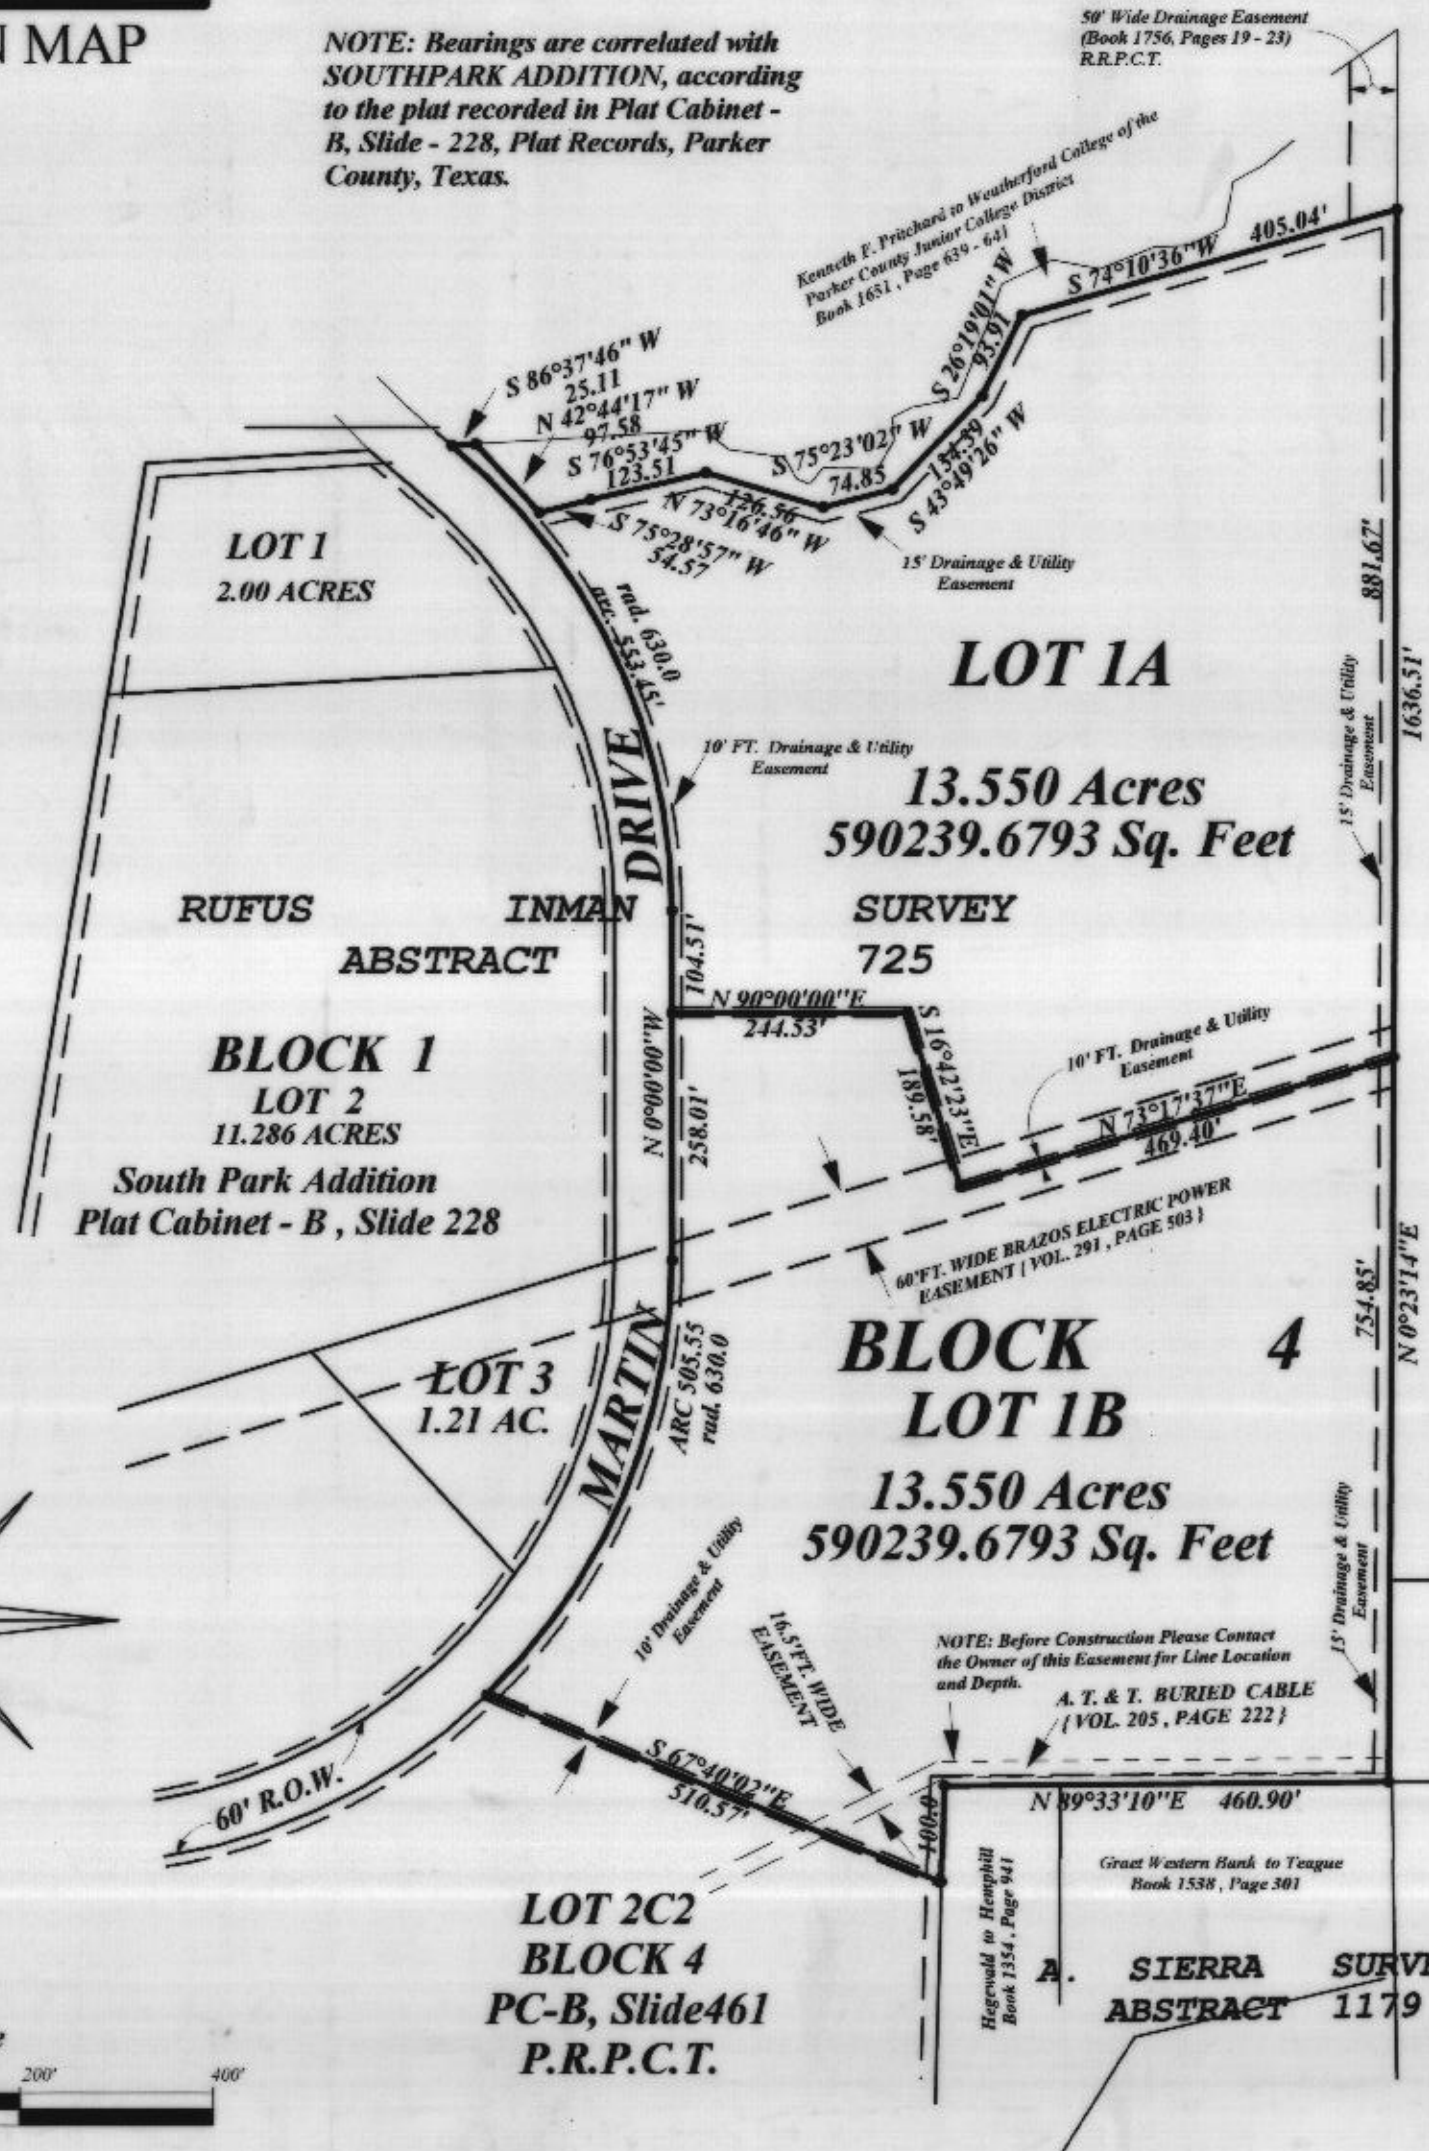 MAP
NOTE: Bearings are correlated with
SOUTHPARK ADDITION, according
to the plat recorded in Plat Cabinet -
B, Slide - 228, Plat Records, Parker
County, Texas.
50' Wide Drainage Easement
(Book 1756, Pages 19 - 23)
R.R.P.C.T.
Kenneth E. Pritchard to Weatherford College of the
Parker County Junior College District
Book 1651 , Page 639 - 641
405.04'
S 74°10'36"W
S 26°19'01" W
93.91
S 86°37'46" W
25.11
N 42°44'17" W
97.58
S 76°53'45" W
123.51
S 75°23'02" W
74.85
134.39
S 43°49'26" W
126.56
N 73°16'46" W
S 75°28'57" W
54.57
15' Drainage & Utility
Easement
LOT 1
2.00 ACRES
rad. 630.0
arc. 553.45'
881.67'
1636.51'
LOT 1A
13.550 Acres
590239.6793 Sq. Feet
10' FT. Drainage & Utility
Easement
15' Drainage & Utility
Easement
DRIVE
RUFUS INMAN SURVEY
ABSTRACT 725
104.51'
N 90°00'00"E
244.53'
S 16°42'23"E
189.58'
10' FT. Drainage & Utility
Easement
N 73°17'37"E
469.40'
BLOCK 1
LOT 2
11.286 ACRES
South Park Addition
Plat Cabinet - B , Slide 228
N 0°00'00"W
258.01'
60'FT. WIDE BRAZOS ELECTRIC POWER
EASEMENT { VOL. 291 , PAGE 503 }
754.85'
N 0°23'14"E
LOT 3
1.21 AC.
MARTIN
ARC 505.55
rad. 630.0
BLOCK 4
LOT 1B
13.550 Acres
590239.6793 Sq. Feet
10' Drainage & Utility
Easement
16.5'FT. WIDE
EASEMENT
NOTE: Before Construction Please Contact
the Owner of this Easement for Line Location
and Depth.
A. T. & T. BURIED CABLE
{ VOL. 205 , PAGE 222 }
15' Drainage & Utility
Easement
S 67°40'02"E
510.57'
60' R.O.W.
100.0
N 89°33'10"E 460.90'
Hegewald to Hemphill
Book 1354 , Page 941
Graet Western Bank to Teague
Book 1538 , Page 301
LOT 2C2
BLOCK 4
PC-B, Slide461
P.R.P.C.T.
A. SIERRA
ABSTRACT 1179
200' 400'